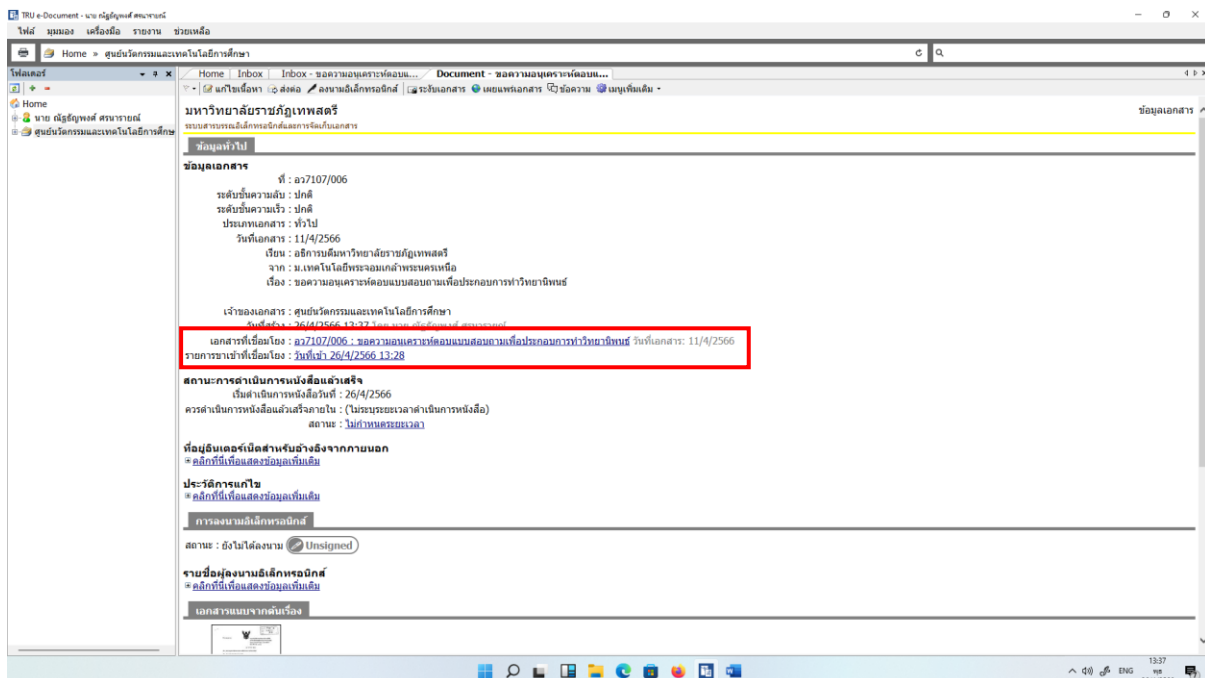 TRU e-Document - นาย ณัฐธัญพงศ์ ศรนารายณ์
ไฟล์ มุมมอง เครื่องมือ รายงาน ช่วยเหลือ
Home » ศูนย์นวัตกรรมและเทคโนโลยีการศึกษา
โฟลเดอร์
Home Inbox Inbox - ขอความอนุเคราะห์ตอบแ... Document - ขอความอนุเคราะห์ตอบแ...
แก้ไขเนื้อหา ส่งต่อ ลงนามอิเล็กทรอนิกส์ ระงับเอกสาร เผยแพร่เอกสาร ข้อความ เมนูเพิ่มเติม
Home
นาย ณัฐธัญพงศ์ ศรนารายณ์
ศูนย์นวัตกรรมและเทคโนโลยีการศึกษ
มหาวิทยาลัยราชภัฏเทพสตรี
ข้อมูลเอกสาร
ระบบสารบรรณอิเล็กทรอนิกส์และการจัดเก็บเอกสาร
ข้อมูลทั่วไป
ข้อมูลเอกสาร
ที่ : อว7107/006
ระดับชั้นความลับ : ปกติ
ระดับชั้นความเร็ว : ปกติ
ประเภทเอกสาร : ทั่วไป
วันที่เอกสาร : 11/4/2566
เรียน : อธิการบดีมหาวิทยาลัยราชภัฏเทพสตรี
จาก : ม.เทคโนโลยีพระจอมเกล้าพระนครเหนือ
เรื่อง : ขอความอนุเคราะห์ตอบแบบสอบถามเพื่อประกอบการทำวิทยานิพนธ์
เจ้าของเอกสาร : ศูนย์นวัตกรรมและเทคโนโลยีการศึกษา
วันที่สร้าง : 26/4/2566 13:37 โดย นาย ณัฐธัญพงศ์ ศรนารายณ์
เอกสารที่เชื่อมโยง : อว7107/006 : ขอความอนุเคราะห์ตอบแบบสอบถามเพื่อประกอบการทำวิทยานิพนธ์ วันที่เอกสาร: 11/4/2566
รายการขาเข้าที่เชื่อมโยง : วันที่เข้า 26/4/2566 13:28
สถานะการดำเนินการหนังสือแล้วเสร็จ
เริ่มดำเนินการหนังสือวันที่ : 26/4/2566
ควรดำเนินการหนังสือแล้วเสร็จภายใน : (ไม่ระบุระยะเวลาดำเนินการหนังสือ)
สถานะ : ไม่กำหนดระยะเวลา
ที่อยู่อินเตอร์เน็ตสำหรับอ้างอิงจากภายนอก
คลิกที่นี่เพื่อแสดงข้อมูลเพิ่มเติม
ประวัติการแก้ไข
คลิกที่นี่เพื่อแสดงข้อมูลเพิ่มเติม
การลงนามอิเล็กทรอนิกส์
สถานะ : ยังไม่ได้ลงนาม Unsigned
รายชื่อผู้ลงนามอิเล็กทรอนิกส์
คลิกที่นี่เพื่อแสดงข้อมูลเพิ่มเติม
เอกสารแนบจากต้นเรื่อง
ENG
13:37